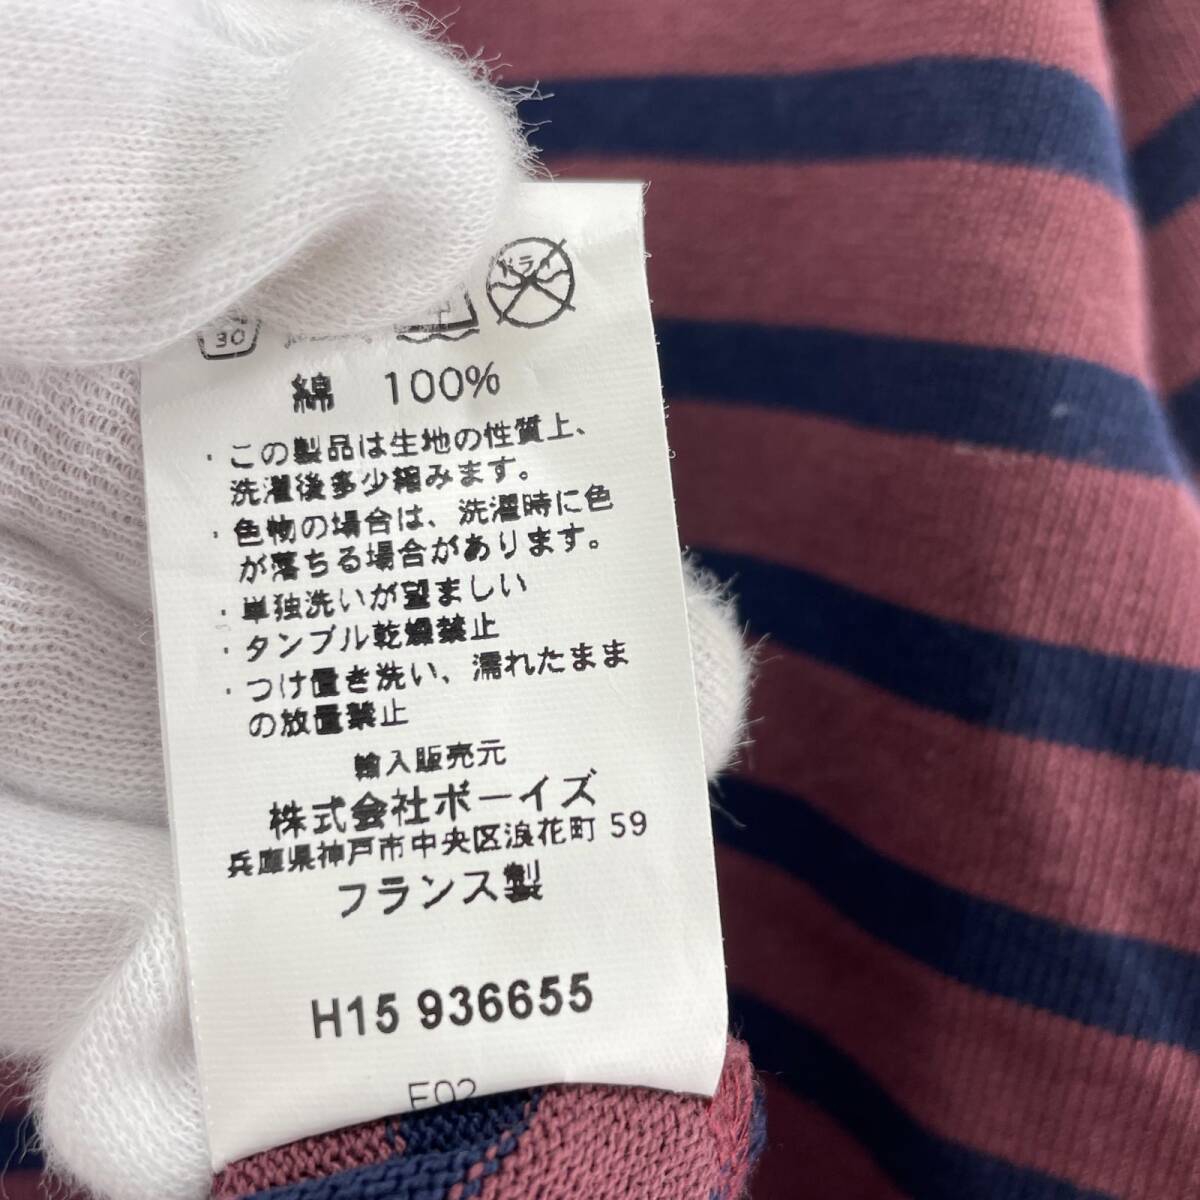 ドライ
30
綿 100%
・この製品は生地の性質上、
洗濯後多少縮みます。
・色物の場合は、洗濯時に色
が落ちる場合があります。
・単独洗いが望ましい
・タンブル乾燥禁止
・つけ置き洗い、濡れたまま
の放置禁止
輸入販売元
株式会社ボーイズ
兵庫県神戸市中央区浪花町 59
フランス製
H15 936655